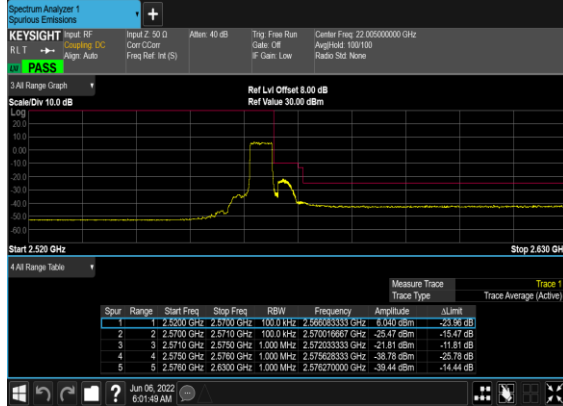 Spectrum Analyzer 1
Spurious Emissions
+
KEYSIGHT Input: RF Input Z: 50 Ω Atten: 40 dB Trig: Free Run Center Freq: 22.005000000 GHz
RLT Coupling: DC Corr CCorr Gate: Off Avg|Hold: 100/100
Align: Auto Freq Ref: Int (S) IF Gain: Low Radio Std: None
PASS
3 All Range Graph
Ref Lvl Offset 8.00 dB
Scale/Div 10.0 dB Ref Value 30.00 dBm
Log
20.0
10.0
0.00
-10.0
-20.0
-30.0
-40.0
-50.0
-60.0
Start 2.520 GHz Stop 2.630 GH
4 All Range Table
Measure Trace Trace 1
Trace Type Trace Average (Active)
Spur Range Start Freq Stop Freq RBW Frequency Amplitude ΔLimit
1 1 2.5200 GHz 2.5700 GHz 100.0 kHz 2.566083333 GHz 6.040 dBm -23.96 dB
2 2 2.5700 GHz 2.5710 GHz 100.0 kHz 2.570016667 GHz -25.47 dBm -15.47 dB
3 3 2.5710 GHz 2.5750 GHz 1.000 MHz 2.572033333 GHz -21.81 dBm -11.81 dB
4 4 2.5750 GHz 2.5760 GHz 1.000 MHz 2.575628333 GHz -38.78 dBm -25.78 dB
5 5 2.5760 GHz 2.6300 GHz 1.000 MHz 2.576270000 GHz -39.44 dBm -14.44 dB
? Jun 06, 2022
6:01:49 AM